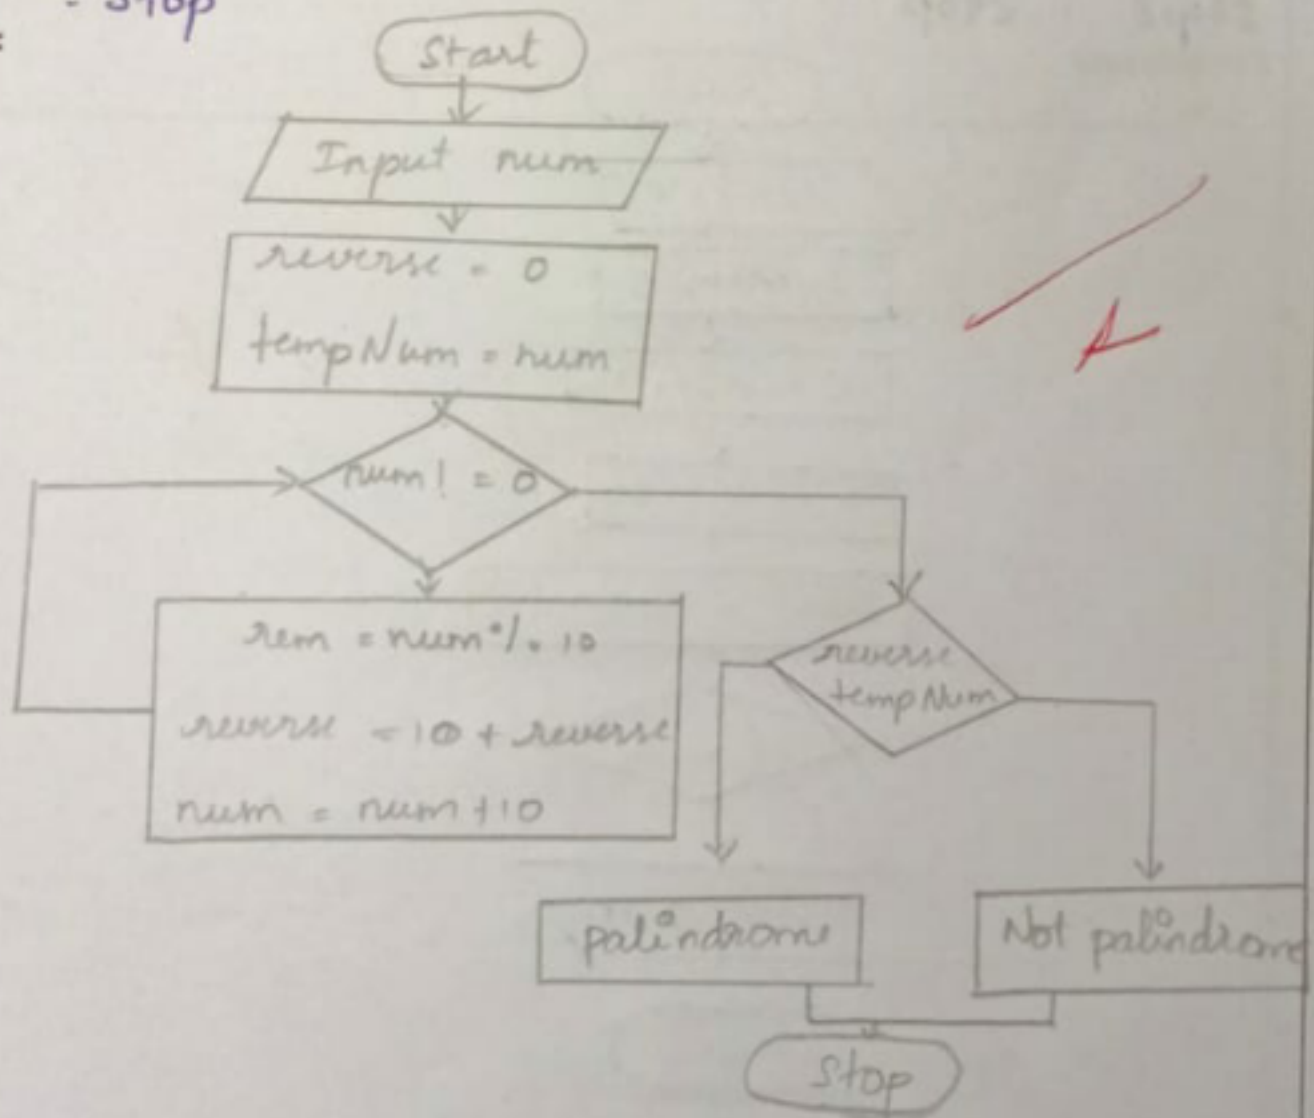 : Stop
Start
Input num
reverse = 0
tempNum = num
num! = 0
rem = num % 10
reverse = 10 + reverse
num = num + 10
reverse
tempNum
palindrome
Not palindrome
Stop